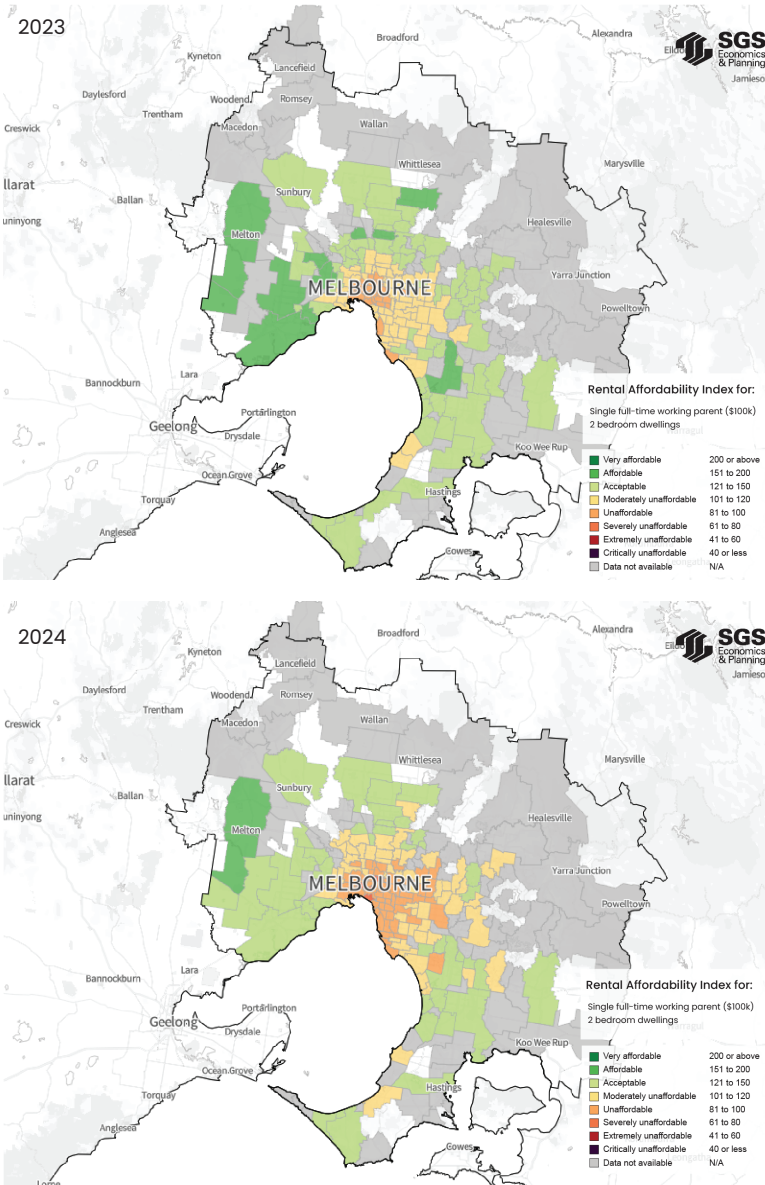 2023
Broadford
Alexandra
SGS
Economics
& Planning
Kyneton
Jamieso
Lancefield
Daylesford
Woodend
Romsey
Trentham
Creswick
Macedon
Wallan
Whittlesea
Marysville
llarat
Sunbury
Ballan
uninyong
Healesville
Melton
Yarra Junction
MELBOURNE
Powelltown
Lara
Bannockburn
Rental Affordability Index for:
Single full-time working parent ($100k)
2 bedroom dwellings
Geelong
Portarlington
Drysdale
Koo Wee Rup
Ocean Grove
Torquay
Hastings
Anglesea
Cowes
Very affordable 200 or above
Affordable 151 to 200
Acceptable 121 to 150
Moderately unaffordable 101 to 120
Unaffordable 81 to 100
Severely unaffordable 61 to 80
Extremely unaffordable 41 to 60
Critically unaffordable 40 or less
Data not available N/A
2024
Broadford
Alexandra
SGS
Economics
& Planning
Kyneton
Jamieso
Lancefield
Daylesford
Woodend
Romsey
Trentham
Creswick
Macedon
Wallan
Whittlesea
Marysville
llarat
Sunbury
Ballan
uninyong
Healesville
Melton
Yarra Junction
MELBOURNE
Powelltown
Lara
Bannockburn
Rental Affordability Index for:
Single full-time working parent ($100k)
2 bedroom dwellings
Geelong
Portarlington
Drysdale
Koo Wee Rup
Ocean Grove
Torquay
Hastings
Anglesea
Cowes
Lorne
Very affordable 200 or above
Affordable 151 to 200
Acceptable 121 to 150
Moderately unaffordable 101 to 120
Unaffordable 81 to 100
Severely unaffordable 61 to 80
Extremely unaffordable 41 to 60
Critically unaffordable 40 or less
Data not available N/A